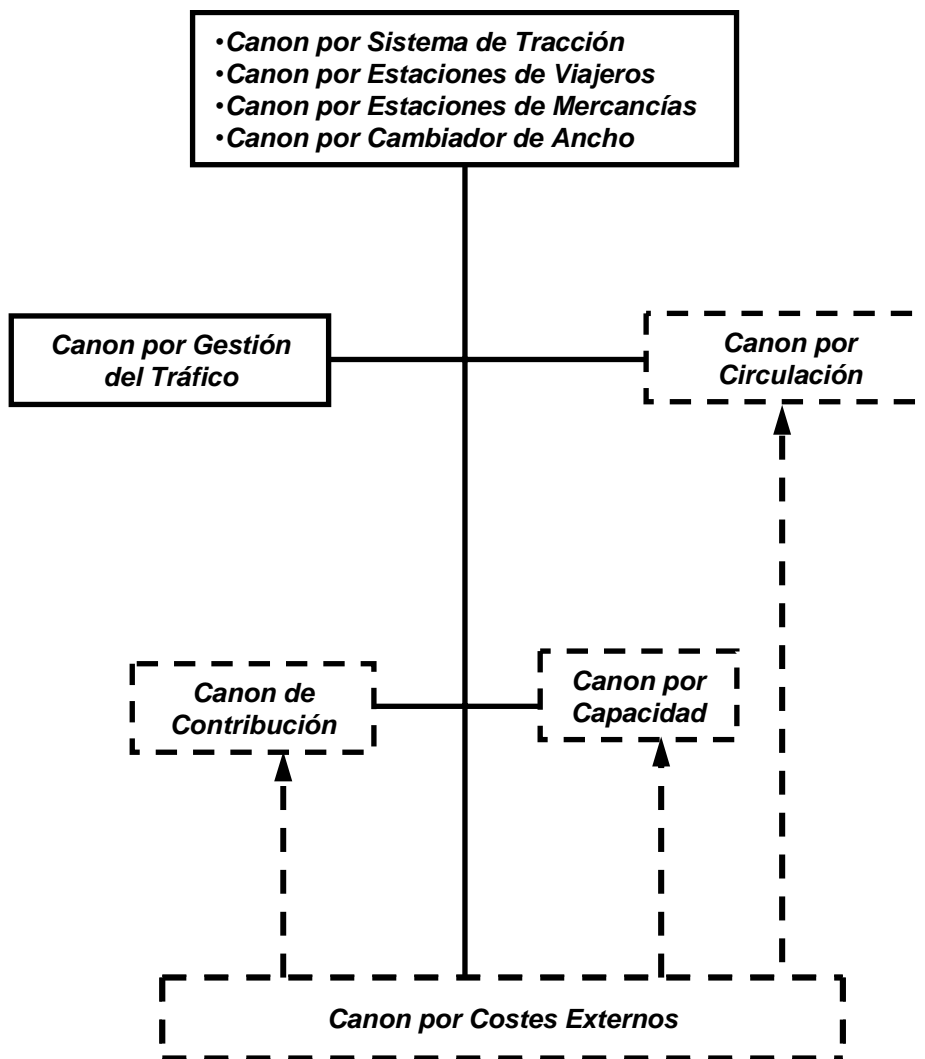 •Canon por Sistema de Tracción
•Canon por Estaciones de Viajeros
•Canon por Estaciones de Mercancías
•Canon por Cambiador de Ancho
Canon por Gestión
del Tráfico
Canon por
Circulación
Canon de
Contribución
Canon por
Capacidad
Canon por Costes Externos